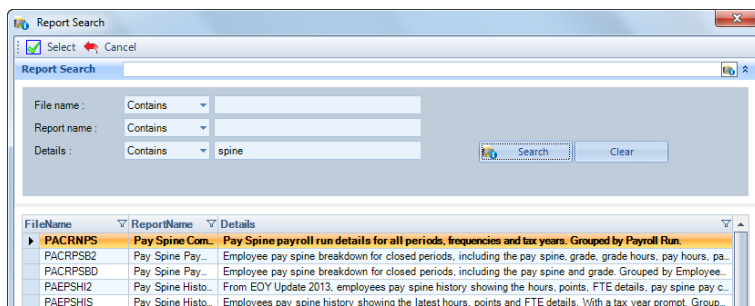 Report Search
Select Cancel
Report Search
File name : Contains
Report name : Contains
Details : Contains spine
Search Clear
FileName ReportName Details
PACRNPS Pay Spine Com... Pay Spine payroll run details for all periods, frequencies and tax years. Grouped by Payroll Run.
PACRPSB2 Pay Spine Pay... Employee pay spine breakdown for closed periods, including the pay spine, grade, grade hours, pay hours, pa...
PACRPSBD Pay Spine Pay... Employee pay spine breakdown for closed periods, including the pay spine and grade. Grouped by Employee...
PAEPSHI2 Pay Spine Histo... From EOY Update 2013, employees pay spine history showing the hours, points, FTE details, pay spine pay c...
PAEPSHIS Pay Spine Histo... Employees pay spine history showing the latest hours, points and FTE details. With a tax year prompt. Group...